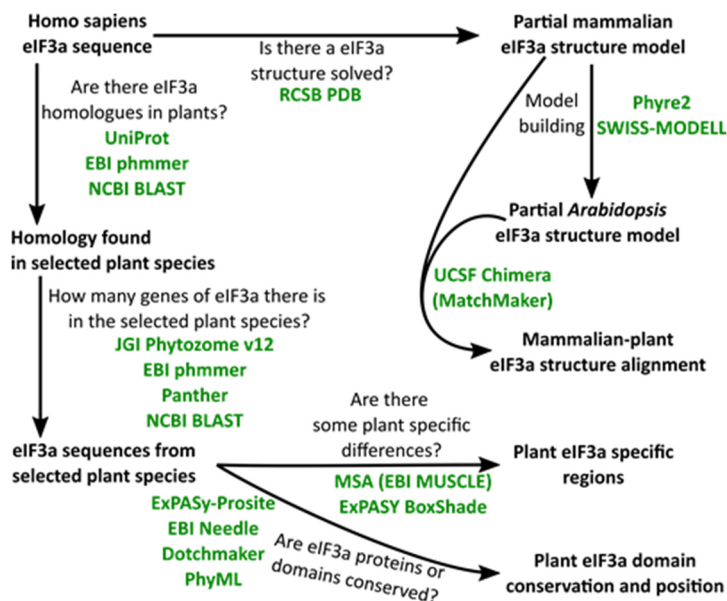 Homo sapiens
eIF3a sequence
Is there a eIF3a
structure solved?
RCSB PDB
Partial mammalian
eIF3a structure model
Are there eIF3a
homologues in plants?
UniProt
EBI phmmer
NCBI BLAST
Model
building
Phyre2
SWISS-MODELL
Partial Arabidopsis
eIF3a structure model
Homology found
in selected plant species
UCSF Chimera
(MatchMaker)
Mammalian-plant
eIF3a structure alignment
How many genes of eIF3a there is
in the selected plant species?
JGI Phytozome v12
EBI phmmer
Panther
NCBI BLAST
eIF3a sequences from
selected plant species
Are there
some plant specific
differences?
MSA (EBI MUSCLE)
ExPASY BoxShade
Plant eIF3a specific
regions
ExPASy-Prosite
EBI Needle
Dotchmaker
PhyML
Are eIF3a proteins or
domains conserved?
Plant eIF3a domain
conservation and position